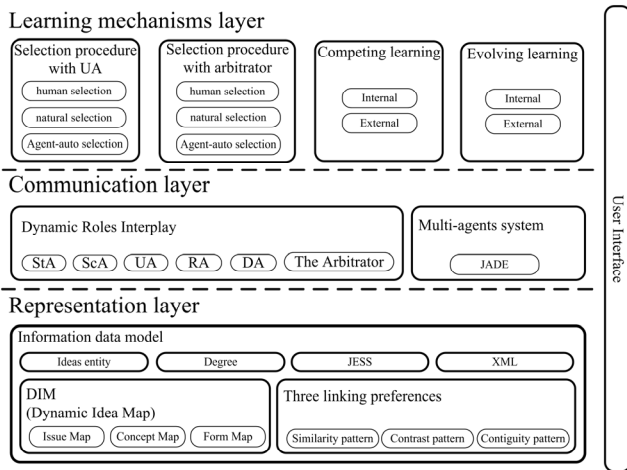 Learning mechanisms layer
Selection procedure
with UA
human selection
natural selection
Agent-auto selection
Selection procedure
with arbitrator
human selection
natural selection
Agent-auto selection
Competing learning
Internal
External
Evolving learning
Internal
External
Communication layer
Dynamic Roles Interplay
StA
ScA
UA
RA
DA
The Arbitrator
Multi-agents system
JADE
Representation layer
Information data model
Ideas entity
Degree
JESS
XML
DIM
(Dynamic Idea Map)
Issue Map
Concept Map
Form Map
Three linking preferences
Similarity pattern
Contrast pattern
Contiguity pattern
User Interface